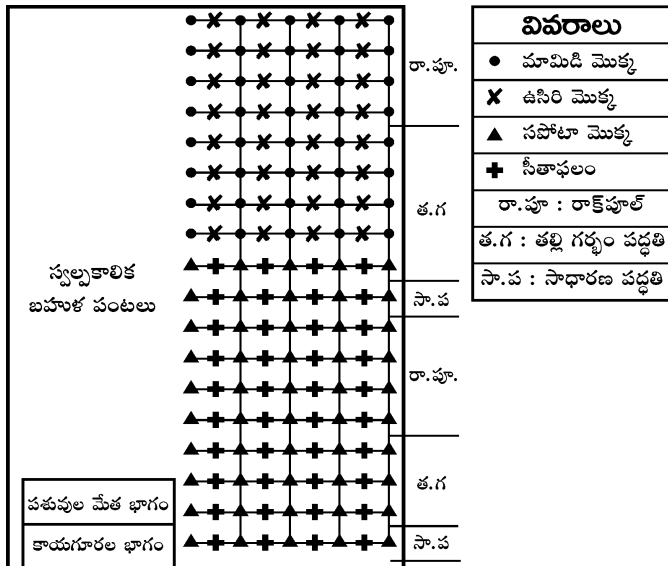 రా.పూ.
త.గ
సా.ప
రా.పూ.
త.గ
సా.ప
స్వల్పకాలిక
బహుళ పంటలు
పశువుల మేత భాగం
కాయగూరల భాగం
వివరాలు
మామిడి మొక్క
ఉసిరి మొక్క
సపోటా మొక్క
సీతాఫలం
రా.పూ : రాక్‌పూల్
త.గ : తల్లి గర్భం పద్ధతి
సా.ప : సాధారణ పద్ధతి